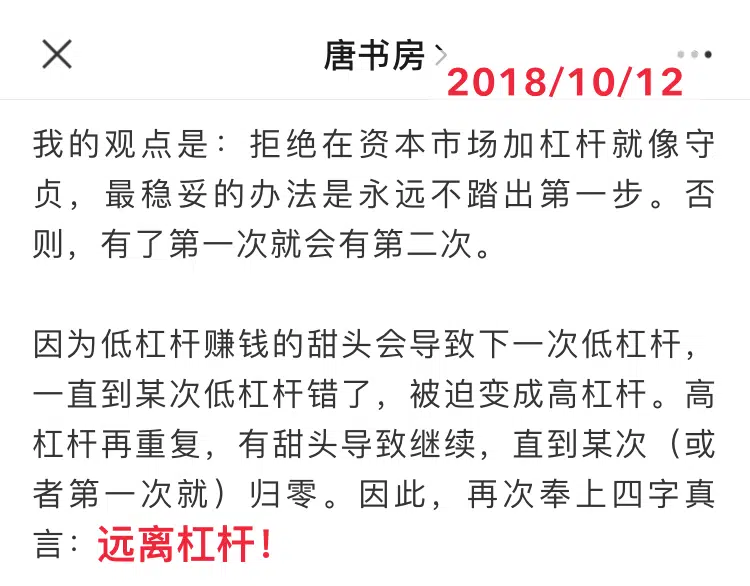 唐书房
2018/10/12
我的观点是：拒绝在资本市场加杠杆就像守
贞，最稳妥的办法是永远不踏出第一步。否
则，有了第一次就会有第二次。
因为低杠杆赚钱的甜头会导致下一次低杠杆，
一直到某次低杠杆错了，被迫变成高杠杆。高
杠杆再重复，有甜头导致继续，直到某次（或
者第一次就）归零。因此，再次奉上四字真
言：远离杠杆！